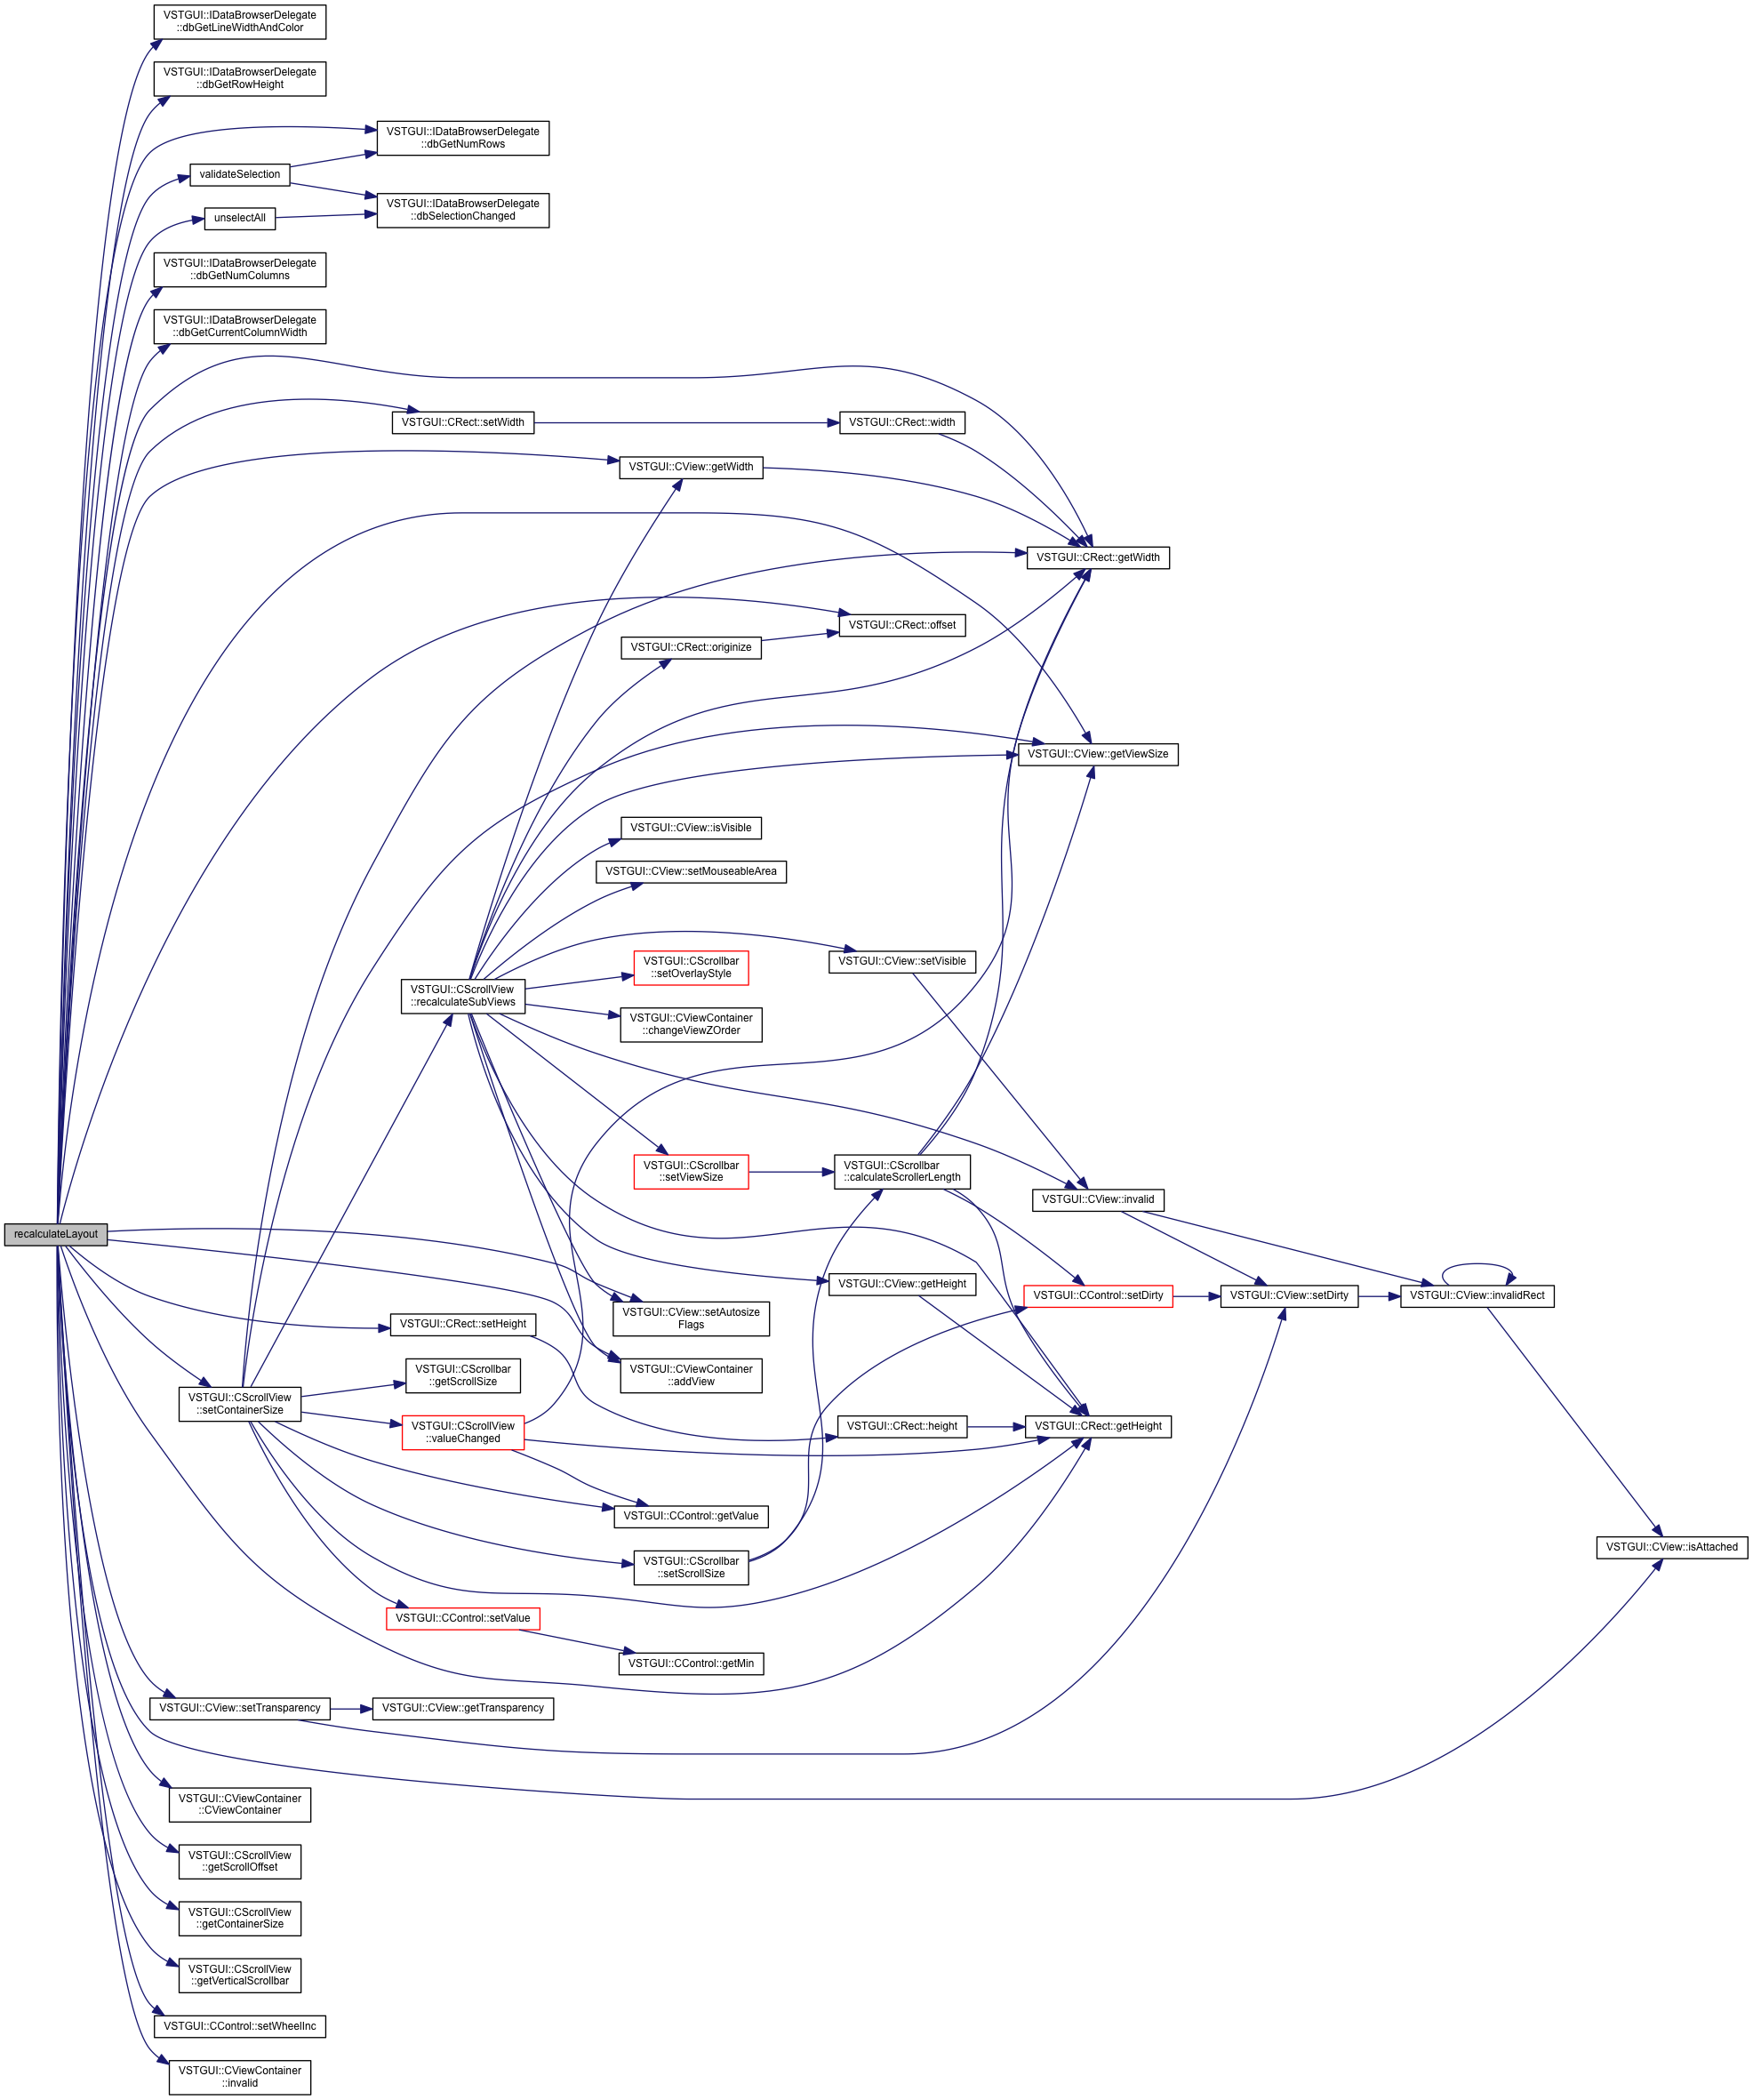 VSTGUI::IDataBrowserDelegate
::dbGetLineWidthAndColor
VSTGUI::IDataBrowserDelegate
::dbGetRowHeight
VSTGUI::IDataBrowserDelegate
::dbGetNumRows
validateSelection
VSTGUI::IDataBrowserDelegate
::dbSelectionChanged
unselectAll
VSTGUI::IDataBrowserDelegate
::dbGetNumColumns
VSTGUI::IDataBrowserDelegate
::dbGetCurrentColumnWidth
VSTGUI::CRect::setWidth
VSTGUI::CRect::width
VSTGUI::CView::getWidth
VSTGUI::CRect::getWidth
VSTGUI::CRect::offset
VSTGUI::CRect::originize
VSTGUI::CView::getViewSize
VSTGUI::CView::isVisible
VSTGUI::CView::setMouseableArea
VSTGUI::CView::setVisible
VSTGUI::CScrollbar
::setOverlayStyle
VSTGUI::CScrollView
::recalculateSubViews
VSTGUI::CViewContainer
::changeViewZOrder
VSTGUI::CScrollbar
::setViewSize
VSTGUI::CScrollbar
::calculateScrollerLength
VSTGUI::CView::invalid
recalculateLayout
VSTGUI::CView::getHeight
VSTGUI::CControl::setDirty
VSTGUI::CView::setDirty
VSTGUI::CView::invalidRect
VSTGUI::CView::setAutosize
Flags
VSTGUI::CRect::setHeight
VSTGUI::CScrollbar
::getScrollSize
VSTGUI::CViewContainer
::addView
VSTGUI::CScrollView
::setContainerSize
VSTGUI::CScrollView
::valueChanged
VSTGUI::CRect::height
VSTGUI::CRect::getHeight
VSTGUI::CControl::getValue
VSTGUI::CView::isAttached
VSTGUI::CScrollbar
::setScrollSize
VSTGUI::CControl::setValue
VSTGUI::CControl::getMin
VSTGUI::CView::setTransparency
VSTGUI::CView::getTransparency
VSTGUI::CViewContainer
::CViewContainer
VSTGUI::CScrollView
::getScrollOffset
VSTGUI::CScrollView
::getContainerSize
VSTGUI::CScrollView
::getVerticalScrollbar
VSTGUI::CControl::setWheelInc
VSTGUI::CViewContainer
::invalid